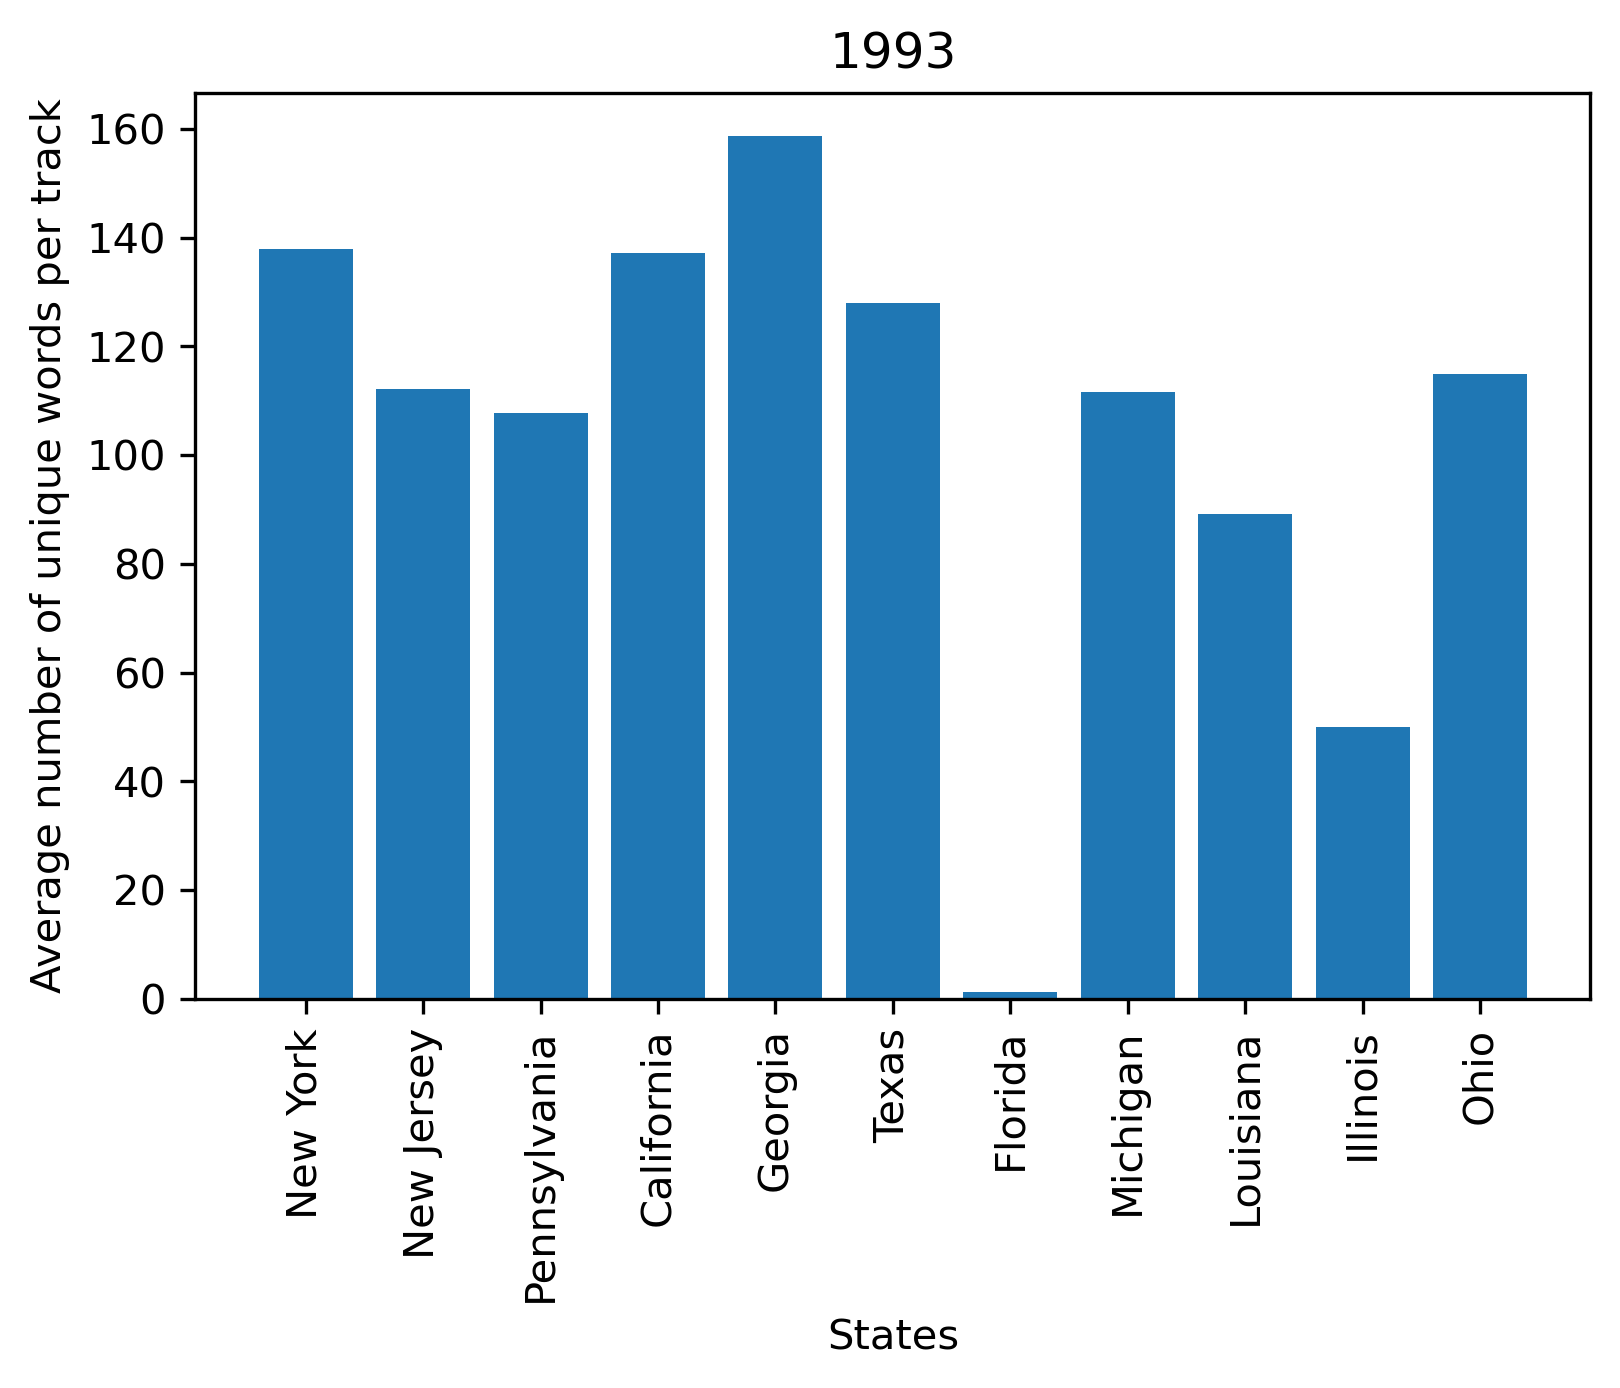 1993
Average number of unique words per track
160
140
120
100
80
60
40
20
0
New York
New Jersey
Pennsylvania
California
Georgia
Texas
Florida
Michigan
Louisiana
Illinois
Ohio
States